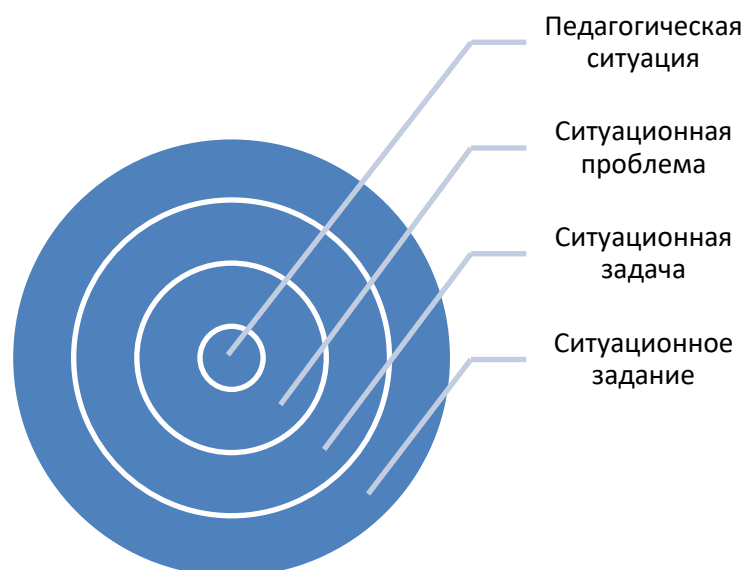 Педагогическая
ситуация
Ситуационная
проблема
Ситуационная
задача
Ситуационное
задание